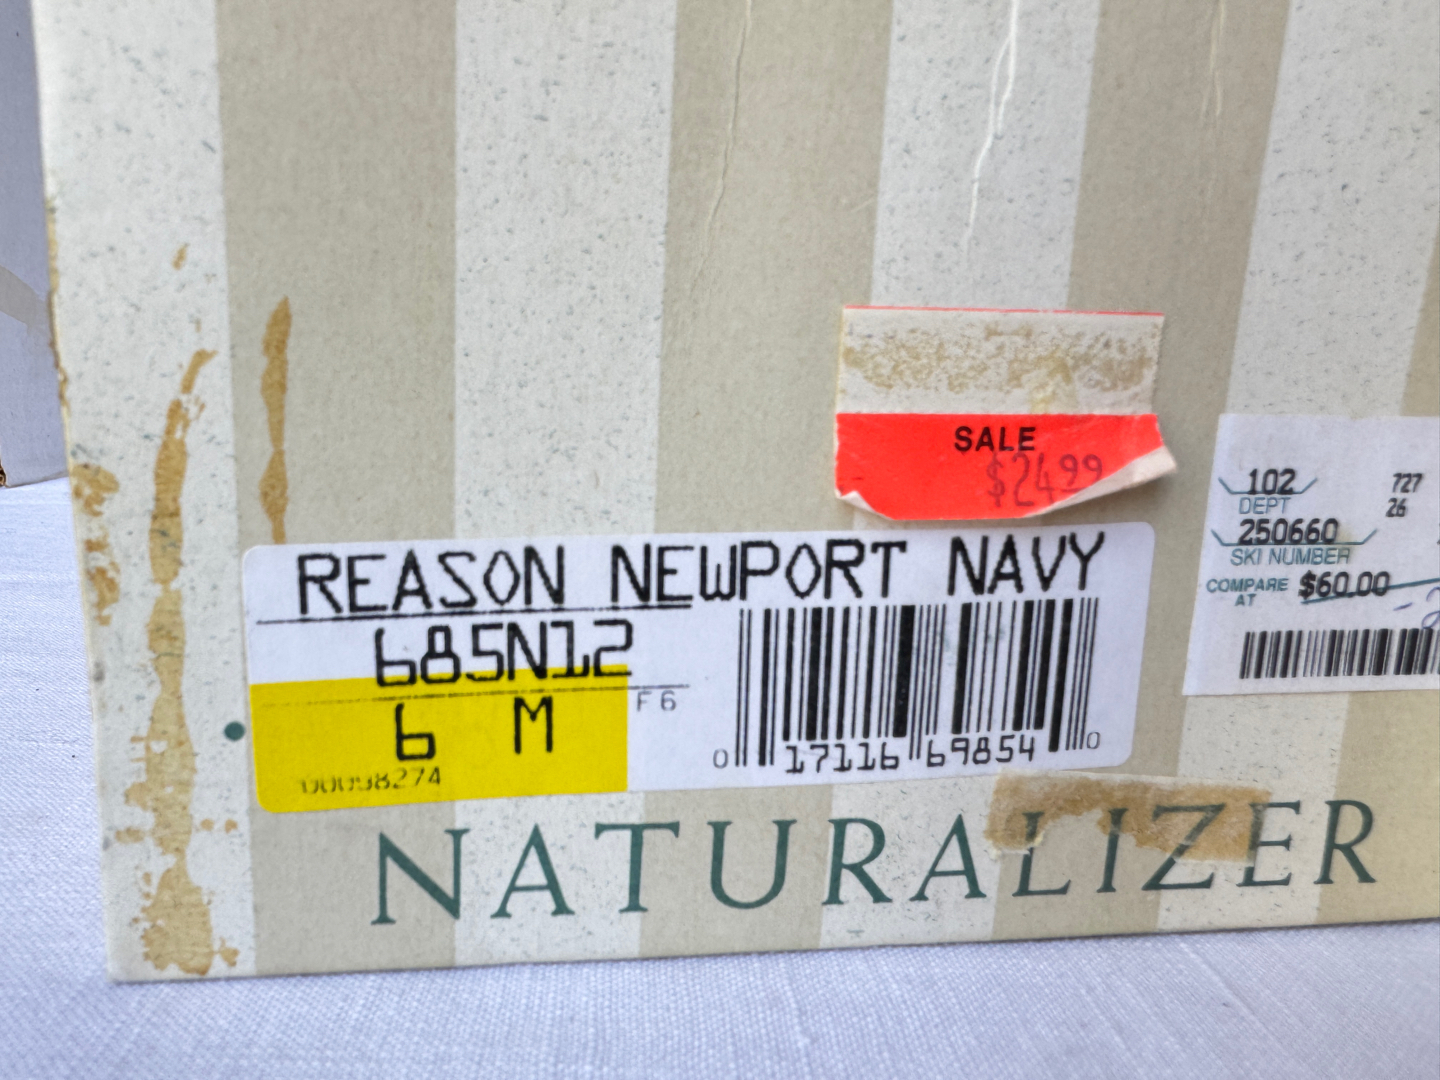 SALE
$24.99
102
DEPT
727
26
250660
SKI NUMBER
COMPARE AT $60.00
REASON NEWPORT NAVY
685N12
F 6
6 M
0 17116 69854 0
NATURALIZER